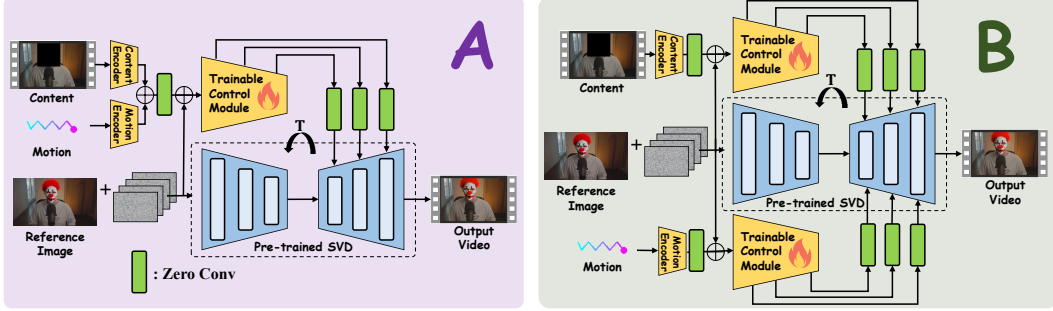 A
Content
Content
Encoder
Motion
Encoder
Motion
Trainable
Control
Module
T
Reference
Image
+
Pre-trained SVD
Output
Video
: Zero Conv
B
Content
Content
Encoder
Trainable
Control
Module
T
Reference
Image
+
Pre-trained SVD
Output
Video
Motion
Motion
Encoder
Trainable
Control
Module